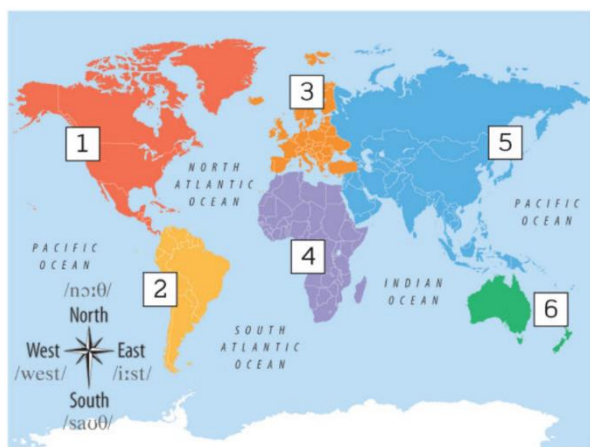 3
1
5
NORTH
ATLANTIC
OCEAN
PACIFIC
OCEAN
PACIFIC
OCEAN
4
2
INDIAN
OCEAN
6
/nɔːθ/
North
SOUTH
ATLANTIC
OCEAN
West East
/west/ /iːst/
South
/saʊθ/